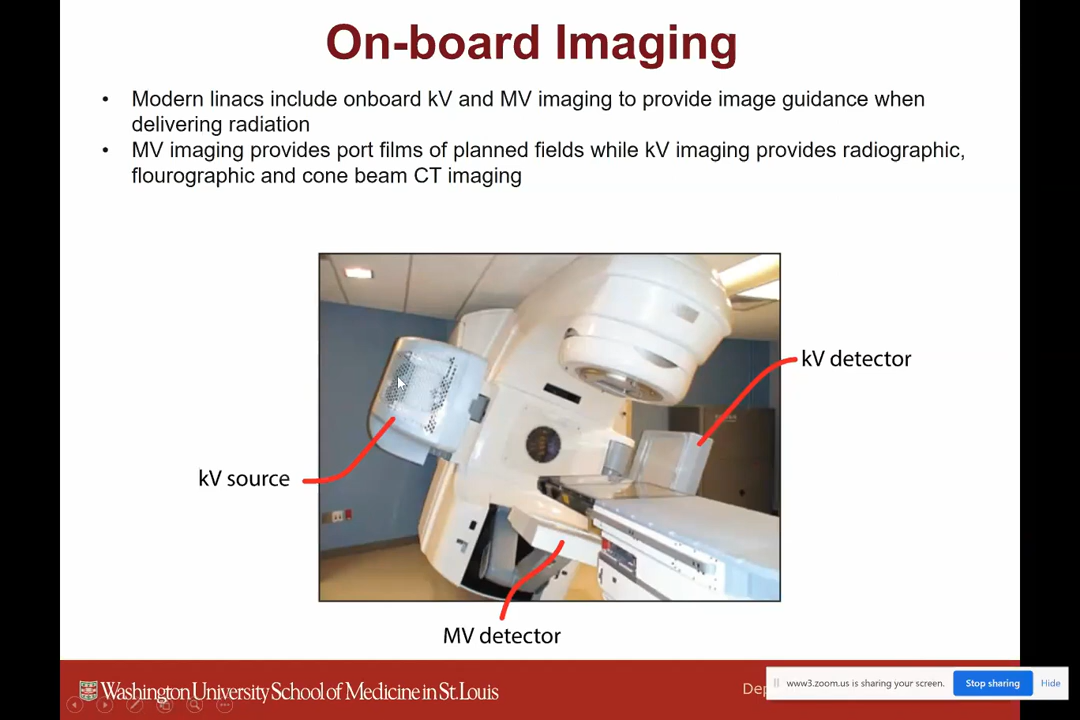 On-board Imaging
• Modern linacs include onboard kV and MV imaging to provide image guidance when
delivering radiation
• MV imaging provides port films of planned fields while kV imaging provides radiographic,
flourographic and cone beam CT imaging
kV detector
kV source
MV detector
Washington University School of Medicine in St. Louis
www3.zoom.us is sharing your screen.
Stop sharing
Hide